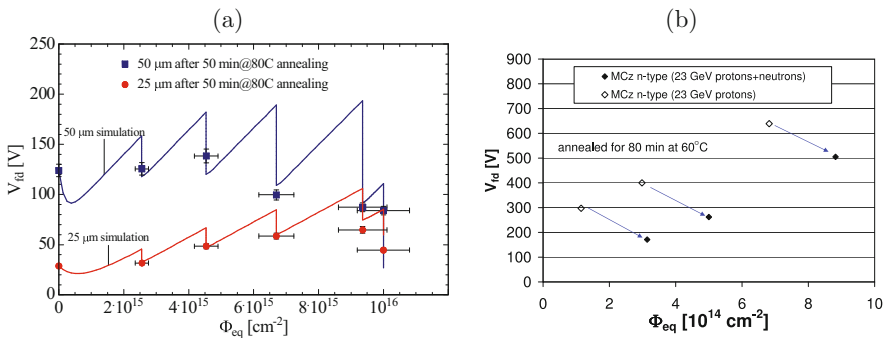 (a)
250
200
150
100
50
0
V_fd [V]
50 μm after 50 min@80C annealing
25 μm after 50 min@80C annealing
50 μm simulation
25 μm simulation
0
2·10^15
4·10^15
6·10^15
8·10^15
10^16
Φ_eq [cm^-2]
(b)
900
800
700
600
500
400
300
200
100
0
V_fd [V]
MCz n-type (23 GeV protons+neutrons)
MCz n-type (23 GeV protons)
annealed for 80 min at 60°C
0
2
4
6
8
10
Φ_eq [10^14 cm^-2]